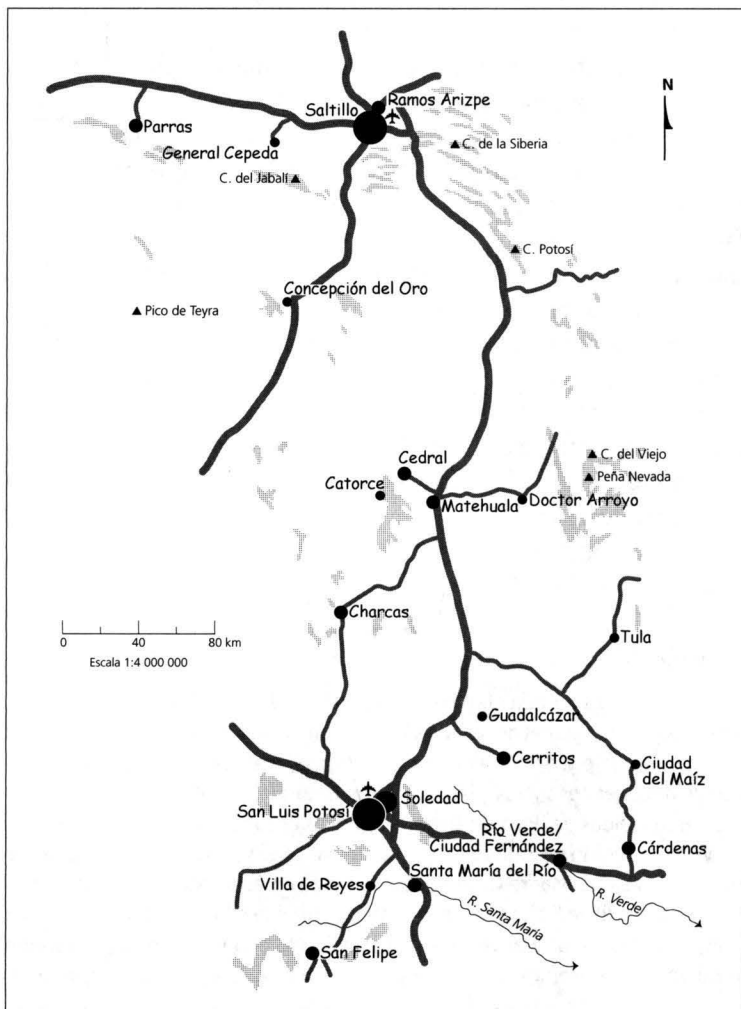 N
Ramos Arizpe
Saltillo
Parras
General Cepeda
C. de la Siberia
C. del Jabalí
C. Potosí
Concepción del Oro
Pico de Teyra
Cedral
C. del Viejo
Catorce
Peña Nevada
Matehuala
Doctor Arroyo
Charcas
0 40 80 km
Escala 1:4 000 000
Tula
Guadalcázar
Cerritos
Ciudad
del Maíz
Soledad
San Luis Potosí
Río Verde/
Ciudad Fernández
Cárdenas
Santa María del Río
Villa de Reyes
R. Verde
R. Santa María
San Felipe